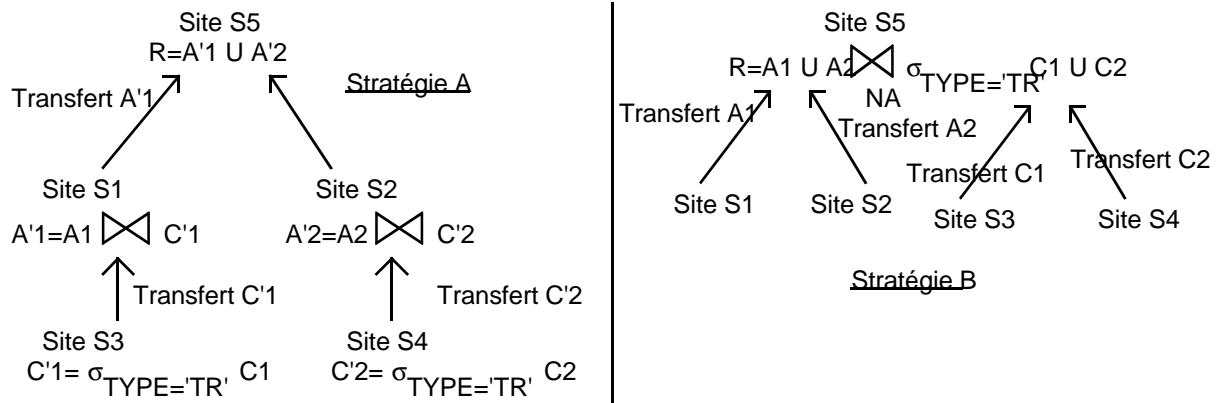 Site S5
R=A'1 U A'2
Stratégie A
Transfert A'1
Site S1
Site S2
A'1=A1 C'1
A'2=A2 C'2
Transfert C'1
Transfert C'2
Site S3
Site S4
C'1= σTYPE='TR' C1
C'2= σTYPE='TR' C2
Site S5
R=A1 U A2 σTYPE='TR' C1 U C2
NA
Transfert A1
Transfert A2
Transfert C1
Transfert C2
Site S1
Site S2
Site S3
Site S4
Stratégie B